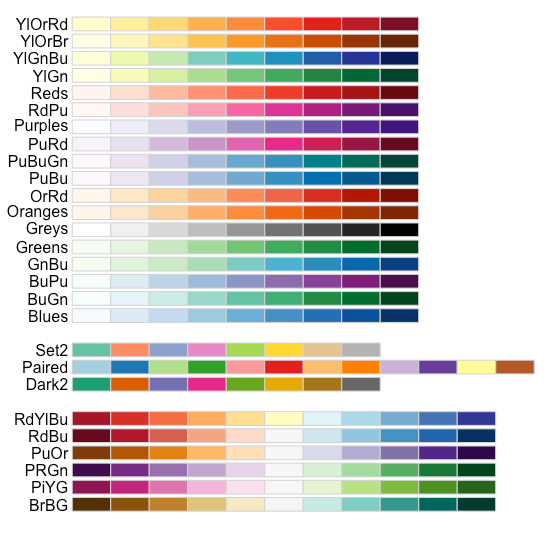 YlOrRd
YlOrBr
YlGnBu
YlGn
Reds
RdPu
Purples
PuRd
PuBuGn
PuBu
OrRd
Oranges
Greys
Greens
GnBu
BuPu
BuGn
Blues
Set2
Paired
Dark2
RdYlBu
RdBu
PuOr
PRGn
PiYG
BrBG